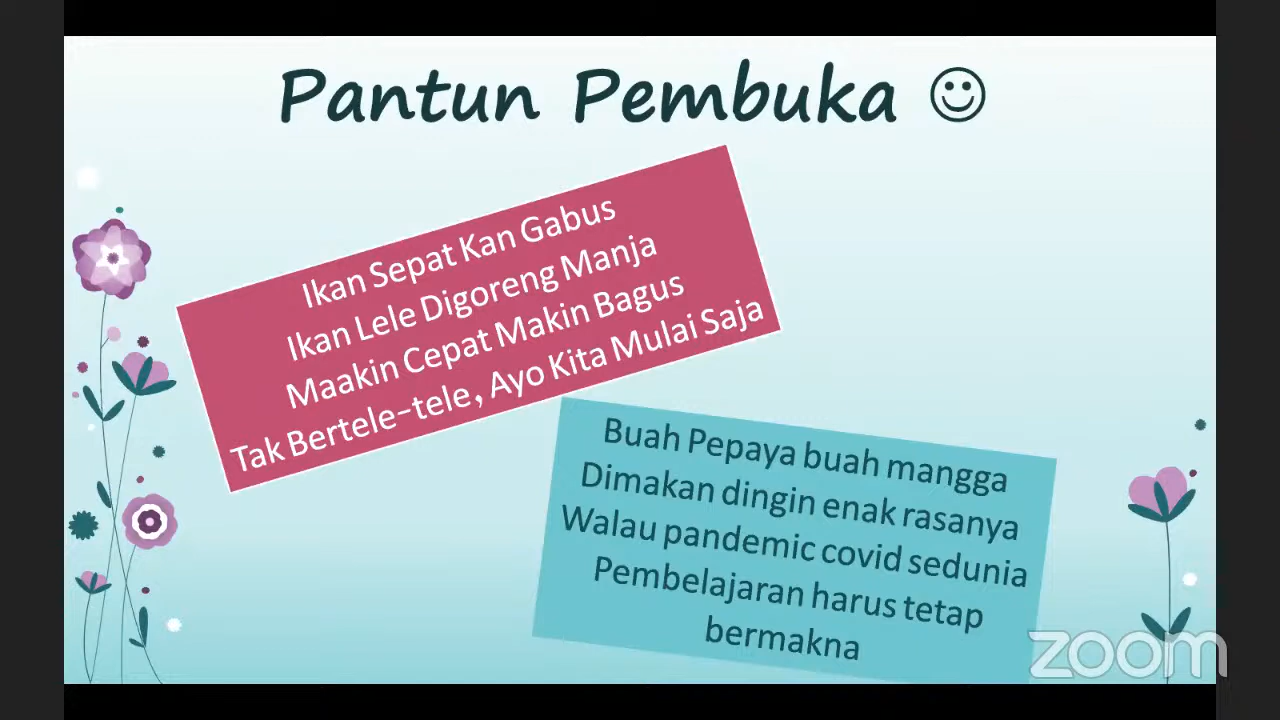 Pantun Pembuka ☺
Ikan Sepat Kan Gabus
Ikan Lele Digoreng Manja
Maakin Cepat Makin Bagus
Tak Bertele-tele, Ayo Kita Mulai Saja
Buah Pepaya buah mangga
Dimakan dingin enak rasanya
Walau pandemic covid sedunia
Pembelajaran harus tetap
bermakna
zoom